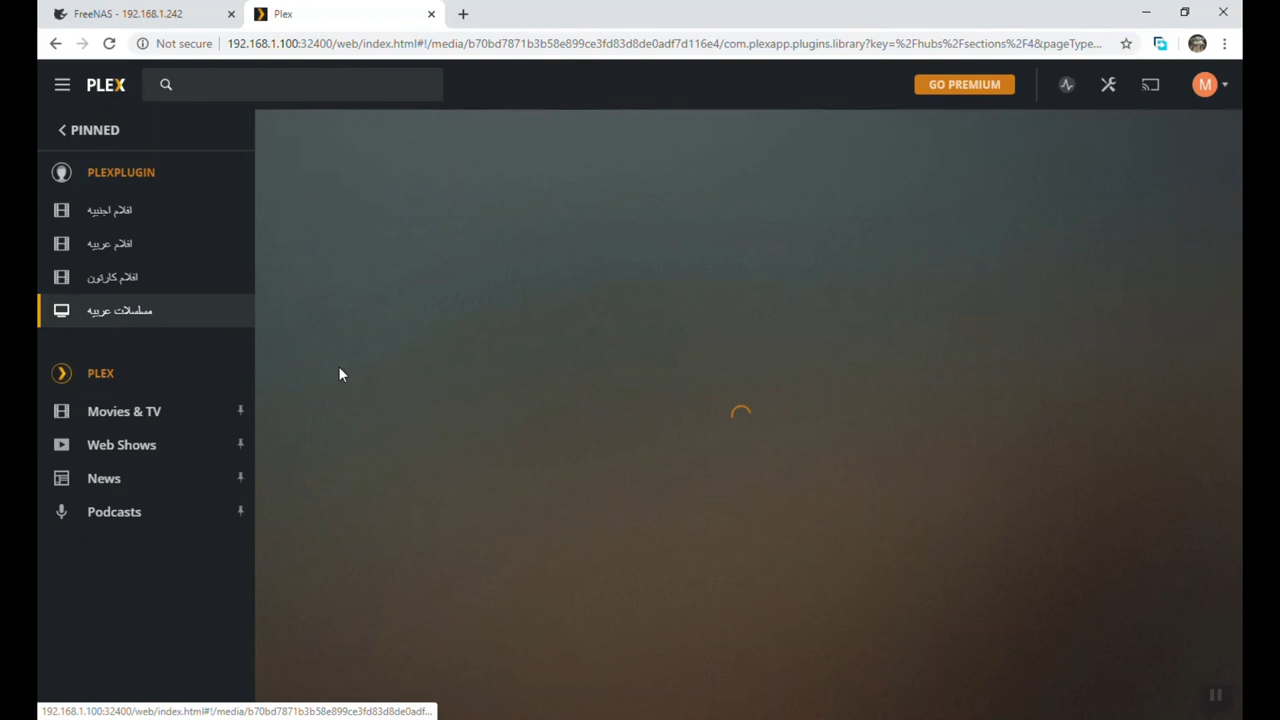 FreeNAS - 192.168.1.242
Plex
Not secure 192.168.1.100:32400/web/index.html#!/media/b70bd7871b3b58e899ce3fd83d8de0adf7d116e4/com.plexapp.plugins.library?key=%2Fhubs%2Fsections%2F4&pageType...
PLEX
GO PREMIUM
M
PINNED
PLEXPLUGIN
افلام اجنبيه
افلام عربيه
افلام كارتون
مسلسلات عربيه
PLEX
Movies & TV
Web Shows
News
Podcasts
192.168.1.100:32400/web/index.html#!/media/b70bd7871b3b58e899ce3fd83d8de0adf...